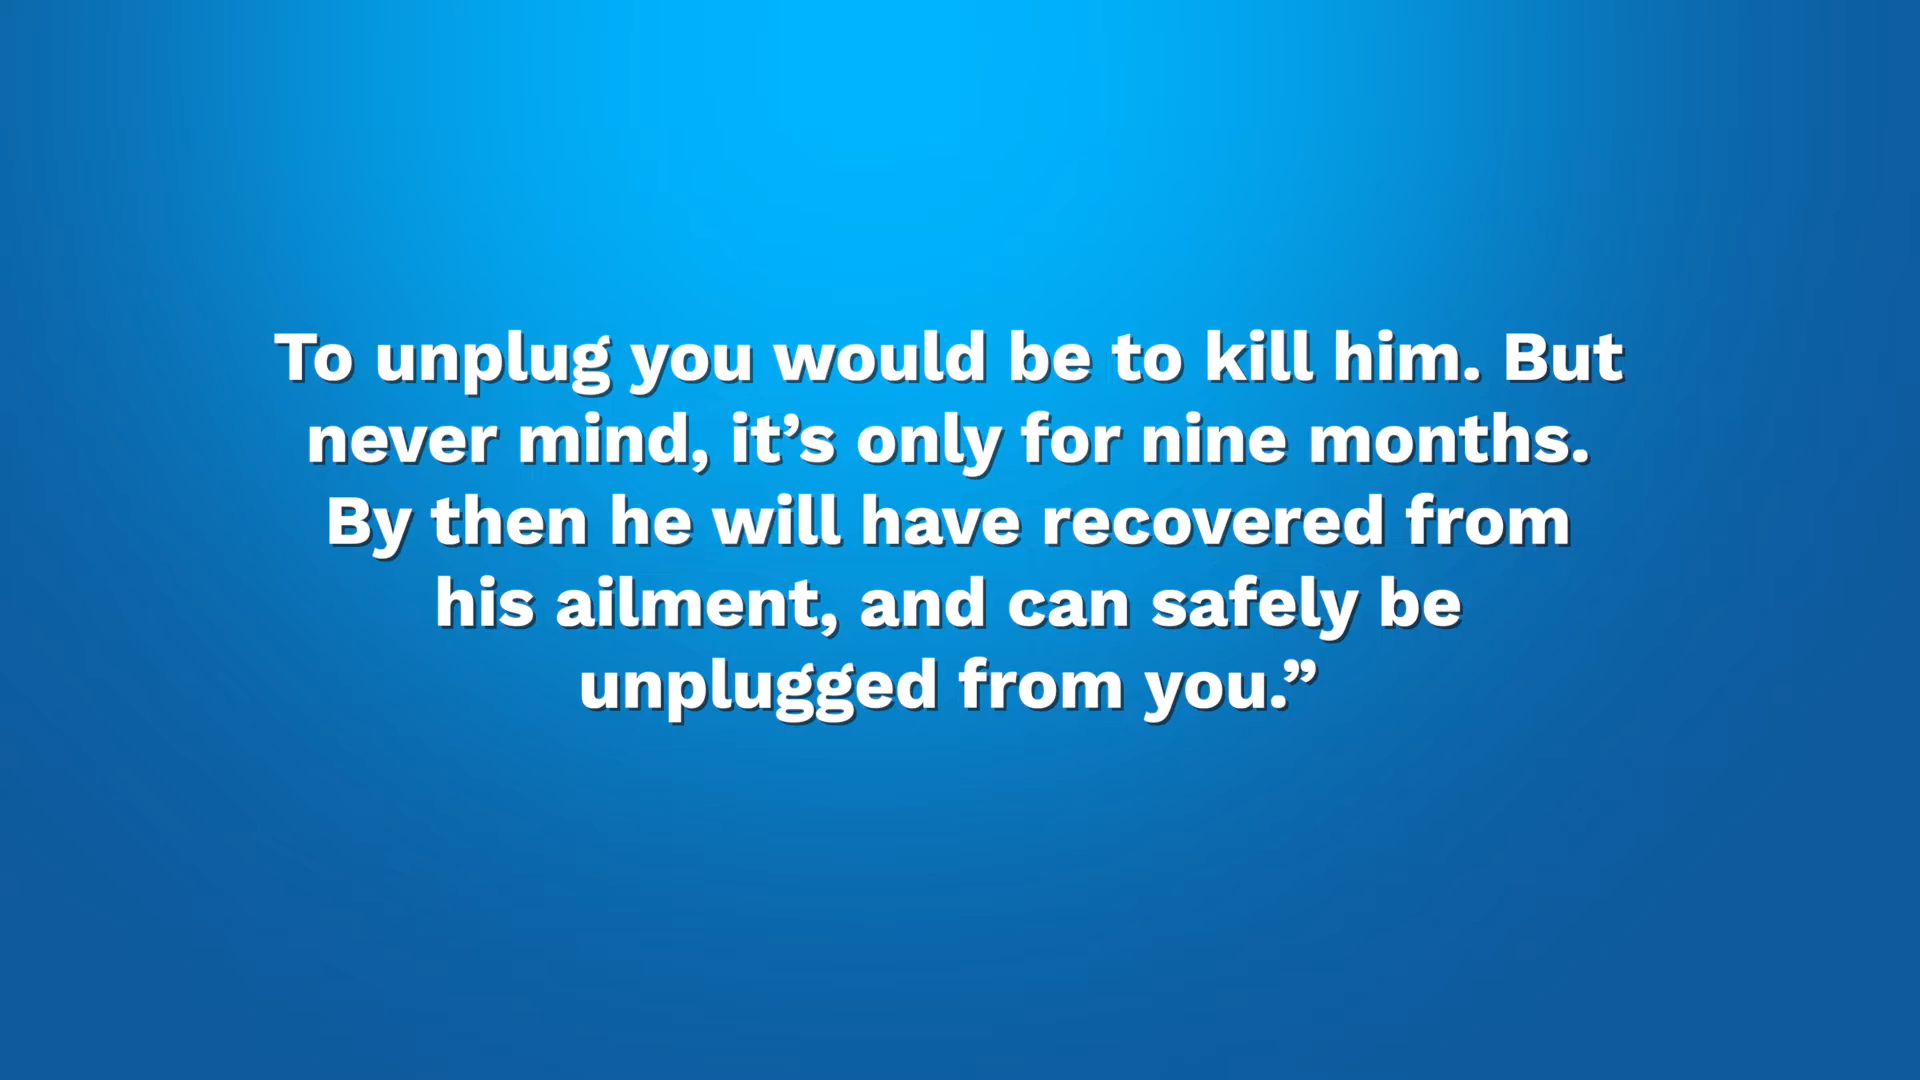 To unplug you would be to kill him. But
never mind, it’s only for nine months.
By then he will have recovered from
his ailment, and can safely be
unplugged from you.”